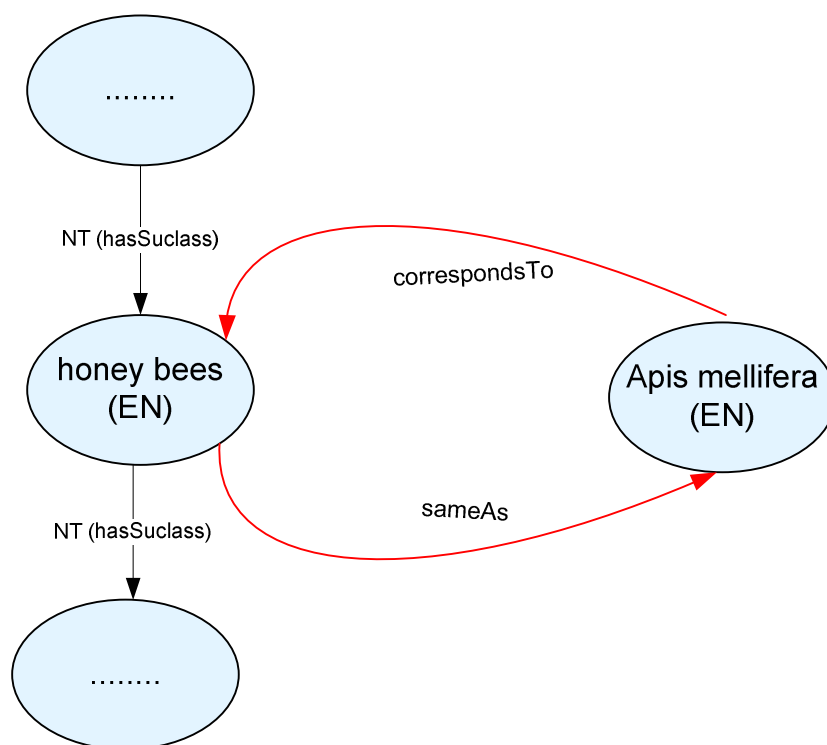 ........
NT (hasSuclass)
correspondsTo
honey bees
(EN)
Apis mellifera
(EN)
sameAs
NT (hasSuclass)
........